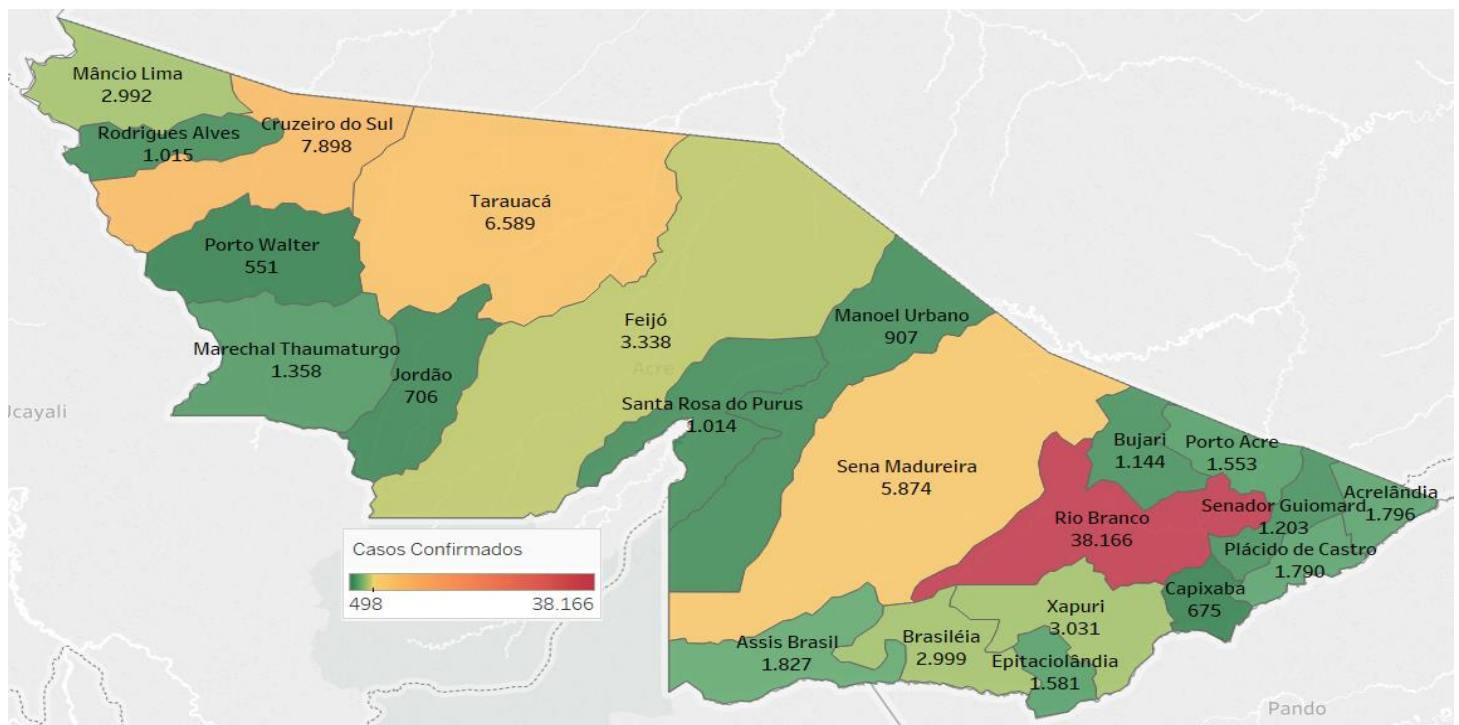 Mâncio Lima
2.992
Rodrigues Alves
1.015
Cruzeiro do Sul
7.898
Tarauacá
6.589
Porto Walter
551
Marechal Thaumaturgo
1.358
Jordão
706
Feijó
3.338
Acre
Manoel Urbano
907
Santa Rosa do Purus
1.014
Sena Madureira
5.874
Bujari
1.144
Porto Acre
1.553
Rio Branco
38.166
Senador Guiomard
1.203
Acrelândia
1.796
Plácido de Castro
1.790
Capixaba
675
Xapuri
3.031
Assis Brasil
1.827
Brasiléia
2.999
Epitaciolândia
1.581
Ucayali
Pando
Casos Confirmados
498
38.166